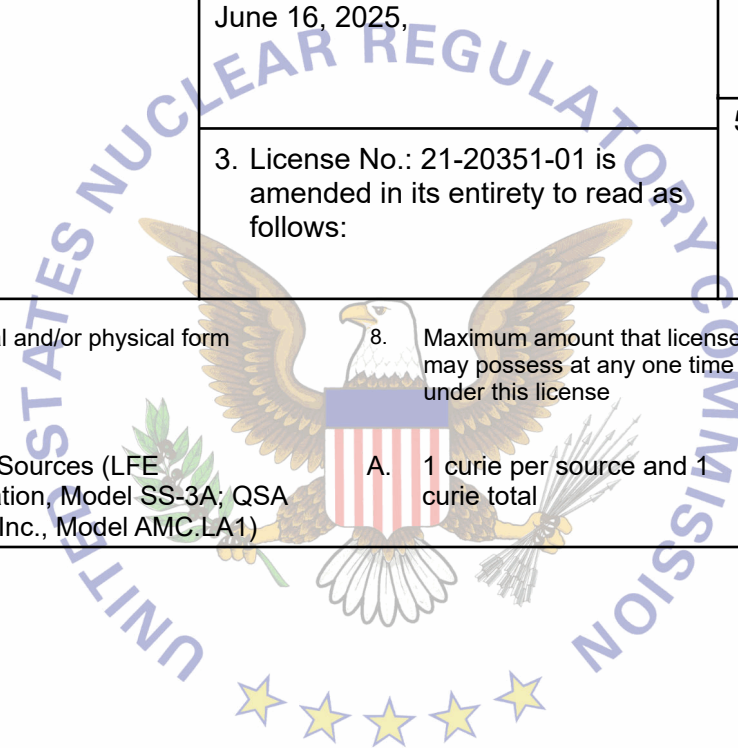 June 16, 2025,
3. License No.: 21-20351-01 is
amended in its entirety to read as
follows:
and/or physical form
8. Maximum amount that license
may possess at any one time
under this license
Sources (LFE
A. 1 curie per source and 1
Model SS-3A; QSA
curie total
Inc., Model AMC.LA1)
UNITED STATES NUCLEAR REGULATORY COMMISSION